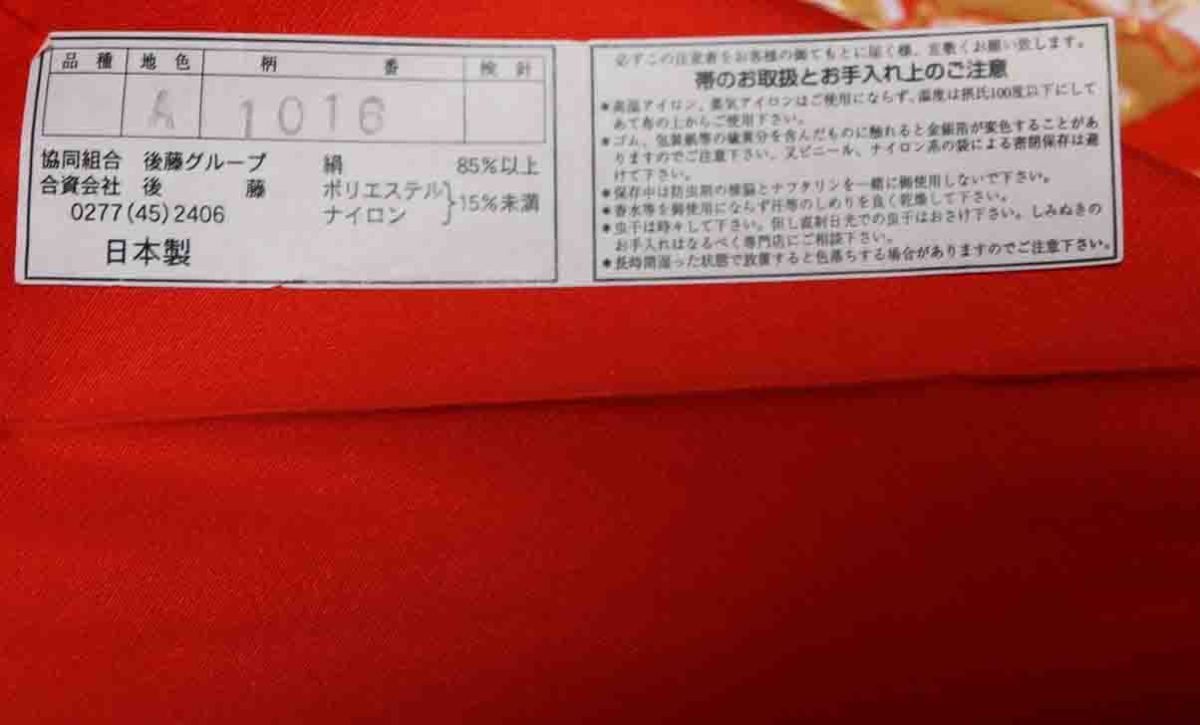 品種 地色 柄番 検針
A 1016
協同組合 後藤グループ 絹 85%以上
合資会社 後藤 ポリエステル
ナイロン }15%未満
0277(45)2406
日本製
必ずこの注意書をお客様の御てもとに届く様、宜敷くお願い致します。
帯のお取扱とお手入れ上のご注意
*高温アイロン、蒸気アイロンはご使用にならず、温度は摂氏100度以下にして
あて布の上からご使用下さい。
*ゴム、包装紙等の硫黄分を含んだものに触れると金銀箔が変色することがあ
りますのでご注意下さい。又ビニール、ナイロン系の袋による密閉保存は避
けて下さい。
*保存中は防虫剤の樟脳とナフタリンを一緒に御使用しないで下さい。
*香水等を御使用にならず汗等のしめりを良く乾燥して下さい。
*虫干は時々して下さい。但し直射日光での虫干はおさけ下さい。しみぬきの
お手入れはなるべく専門店にご相談下さい。
*長時間湿った状態で放置すると色落ちする場合がありますのでご注意下さい。